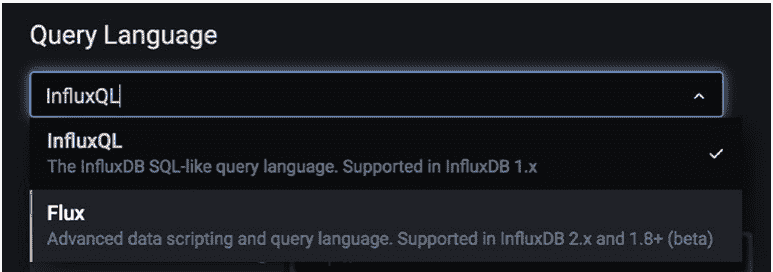 Query Language
InfluxQL
InfluxQL
The InfluxDB SQL-like query language. Supported in InfluxDB 1.x
Flux
Advanced data scripting and query language. Supported in InfluxDB 2.x and 1.8+ (beta)